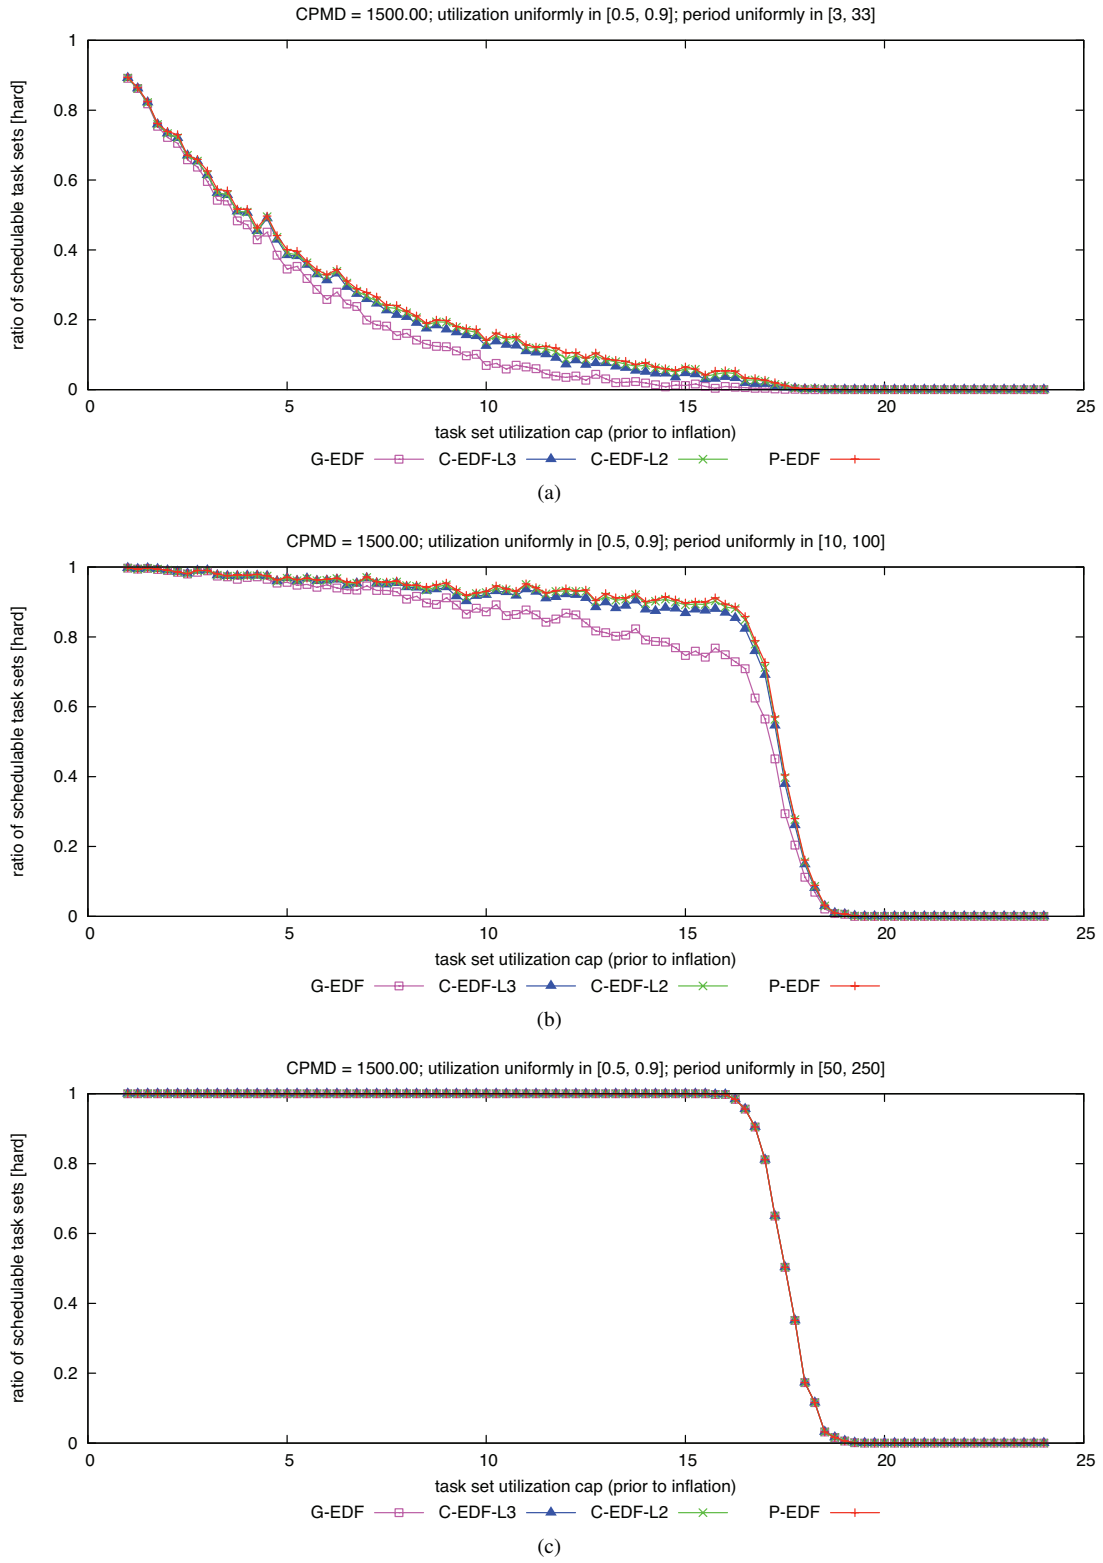 CPMD = 1500.00; utilization uniformly in [0.5, 0.9]; period uniformly in [3, 33]
1
0.8
0.6
0.4
0.2
0
ratio of schedulable task sets [hard]
0 5 10 15 20 25
task set utilization cap (prior to inflation)
G-EDF C-EDF-L3 C-EDF-L2 P-EDF
(a)
CPMD = 1500.00; utilization uniformly in [0.5, 0.9]; period uniformly in [10, 100]
1
0.8
0.6
0.4
0.2
0
ratio of schedulable task sets [hard]
0 5 10 15 20 25
task set utilization cap (prior to inflation)
G-EDF C-EDF-L3 C-EDF-L2 P-EDF
(b)
CPMD = 1500.00; utilization uniformly in [0.5, 0.9]; period uniformly in [50, 250]
1
0.8
0.6
0.4
0.2
0
ratio of schedulable task sets [hard]
0 5 10 15 20 25
task set utilization cap (prior to inflation)
G-EDF C-EDF-L3 C-EDF-L2 P-EDF
(c)